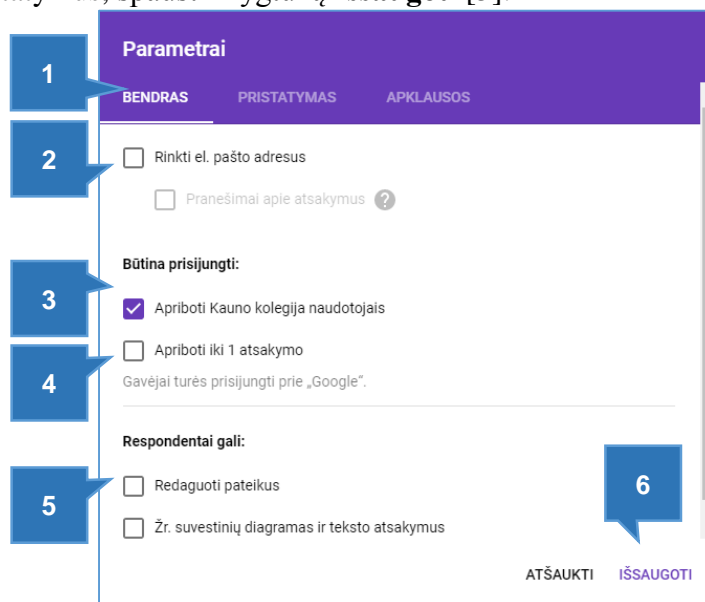 Parametrai
1
BENDRAS PRISTATYMAS APKLAUSOS
2
Rinkti el. pašto adresus
Pranešimai apie atsakymus ?
Būtina prisijungti:
3
Apriboti Kauno kolegija naudotojais
Apriboti iki 1 atsakymo
4
Gavėjai turės prisijungti prie „Google“.
Respondentai gali:
5
Redaguoti pateikus
6
Žr. suvestinių diagramas ir teksto atsakymus
ATŠAUKTI IŠSAUGOTI